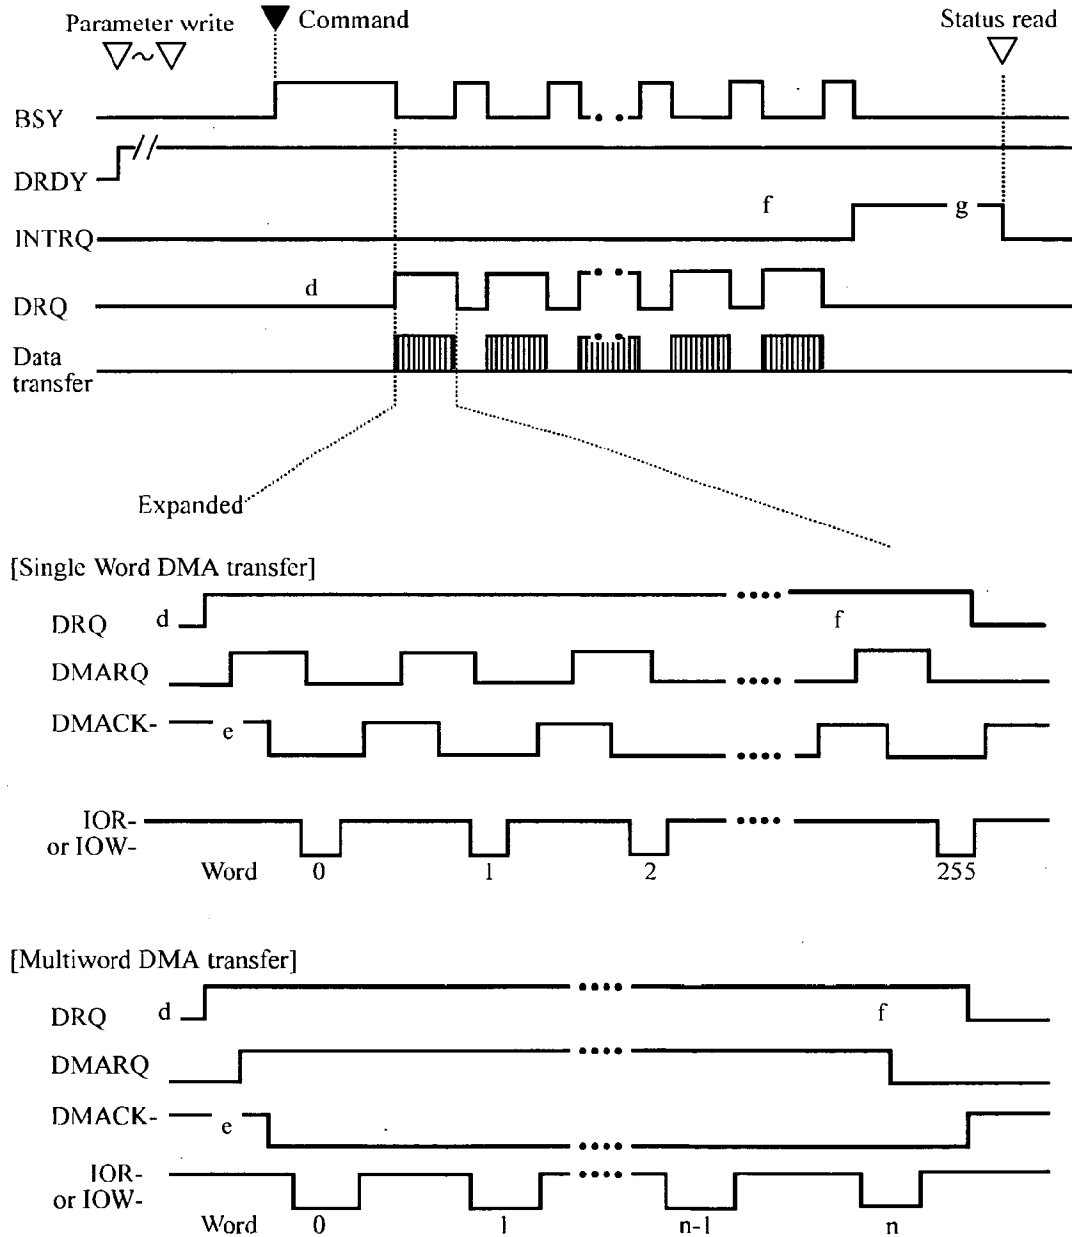 Parameter write
Command
Status read
BSY
DRDY
f
g
INTRQ
d
DRQ
Data
transfer
Expanded
[Single Word DMA transfer]
d
f
DRQ
DMARQ
DMACK-
e
IOR-
or IOW-
Word 0 1 2 255
[Multiword DMA transfer]
d
f
DRQ
DMARQ
DMACK-
e
IOR-
or IOW-
Word 0 1 n-1 n